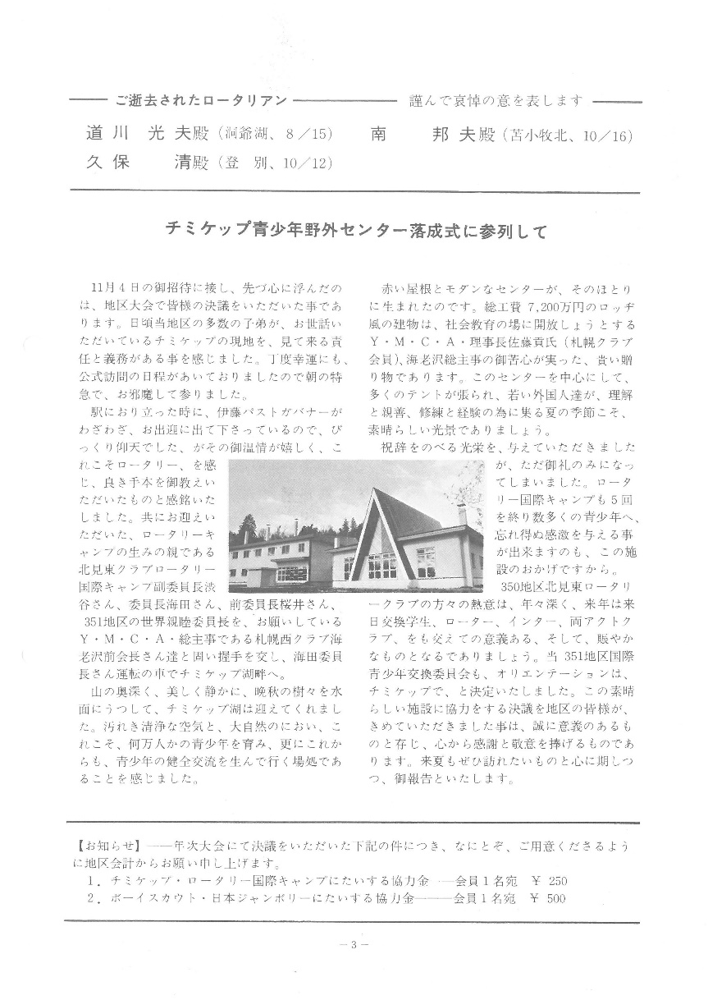 ご逝去されたロータリアン 謹んで哀悼の意を表します
道川 光夫殿（洞爺湖、8／15） 南 邦夫殿（苫小牧北、10／16）
久保 清殿（登 別、10／12）
チミケップ青少年野外センター落成式に参列して
11月４日の御招待に接し、先づ心に浮んだの
は、地区大会で皆様の決議をいただいた事であ
ります。日頃当地区の多数の子弟が、お世話い
ただいているチミケップの現地を、見て来る責
任と義務がある事を感じました。丁度幸運にも、
公式訪問の日程があいておりましたので朝の特
急で、お邪魔して参りました。
駅におり立った時に、伊藤パストガバナーが
わざわざ、お出迎に出て下さっているので、び
っくり仰天でした、がその御温情が嬉しく、こ
れこそロータリー、を感
じ、良き手本を御教えい
ただいたものと感銘いた
しました。共にお迎えい
ただいた、ロータリーキ
ャンプの生みの親である
北見東クラブロータリー
国際キャンプ副委員長渋
谷さん、委員長海田さん、前委員長桜井さん、
351地区の世界親睦委員長を、お願いしている
Ｙ・Ｍ・Ｃ・Ａ・総主事である札幌西クラブ海
老沢前会長さん達と固い握手を交し、海田委員
長さん運転の車でチミケップ湖畔へ。
山の奥深く、美しく静かに、晩秋の樹々を水
面にうつして、チミケップ湖は迎えてくれまし
た。汚れき清浄な空気と、大自然のにおい、こ
れこそ、何万人かの青少年を育み、更にこれか
らも、青少年の健全交流を生んで行く場処であ
ることを感じました。
赤い屋根とモダンなセンターが、そのほとり
に生まれたのです。総工費 7,200万円のロッヂ
風の建物は、社会教育の場に開放しょうとする
Ｙ・Ｍ・Ｃ・Ａ・理事長佐藤貢氏（札幌クラブ
会員）、海老沢総主事の御苦心が実った、貴い贈
り物であります。このセンターを中心にして、
多くのテントが張られ、若い外国人達が、理解
と親善、修練と経験の為に集る夏の季節こそ、
素晴らしい光景でありましょう。
祝辞をのべる光栄を、与えていただきました
が、ただ御礼のみになっ
てしまいました。ロータ
リー国際キャンプも５回
を終り数多くの青少年へ、
忘れ得ぬ感激を与える事
が出来ますのも、この施
設のおかげですから。
350地区北見東ロータリ
ークラブの方々の熱意は、年々深く、来年は来
日交換学生、ローター、インター、両アクトク
ラブ、をも交えての意義ある、そして、賑やか
なものとなるでありましょう。当 351地区国際
青少年交換委員会も、オリエンテーションは、
チミケップで、と決定いたしました。この素晴
らしい施設に協力をする決議を地区の皆様が、
きめていただきました事は、誠に意義のあるも
のと存じ、心から感謝と敬意を捧げるものであ
ります。来夏もぜひ訪れたいものと心に期しつ
つ、御報告といたします。
【お知らせ】――年次大会にて決議をいただいた下記の件につき、なにとぞ、ご用意くださるよう
に地区会計からお願い申し上げます。
１．チミケップ・ロータリー国際キャンプにたいする協力金――会員１名宛 ￥ 250
２．ボーイスカウト・日本ジャンボリーにたいする協力金―――会員１名宛 ￥ 500
－3－